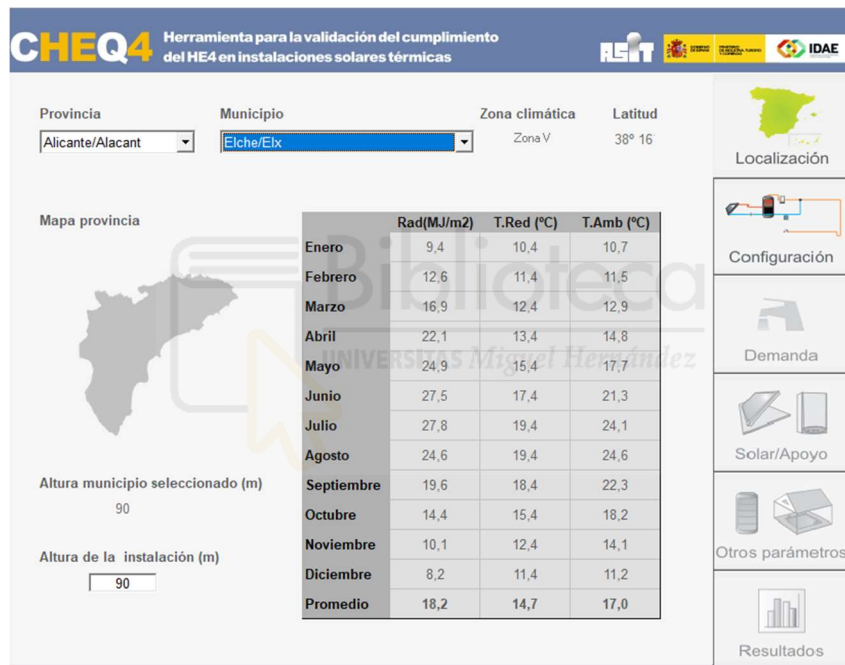 CHEQ4
Herramienta para la validación del cumplimiento
del HE4 en instalaciones solares térmicas
ASIT
IDAE
Provincia Municipio Zona climática Latitud
Alicante/Alacant Elche/Elx Zona V 38º 16
Localización
Mapa provincia
Rad(MJ/m2) T.Red (ºC) T.Amb (ºC)
Enero 9,4 10,4 10,7
Febrero 12,6 11,4 11,5
Marzo 16,9 12,4 12,9
Abril 22,1 13,4 14,8
Mayo 24,9 15,4 17,7
Junio 27,5 17,4 21,3
Julio 27,8 19,4 24,1
Agosto 24,6 19,4 24,6
Septiembre 19,6 18,4 22,3
Octubre 14,4 15,4 18,2
Noviembre 10,1 12,4 14,1
Diciembre 8,2 11,4 11,2
Promedio 18,2 14,7 17,0
Biblioteca
UNIVERSITAS Miguel Hernández
Altura municipio seleccionado (m)
90
Altura de la instalación (m)
90
Configuración
Demanda
Solar/Apoyo
Otros parámetros
Resultados